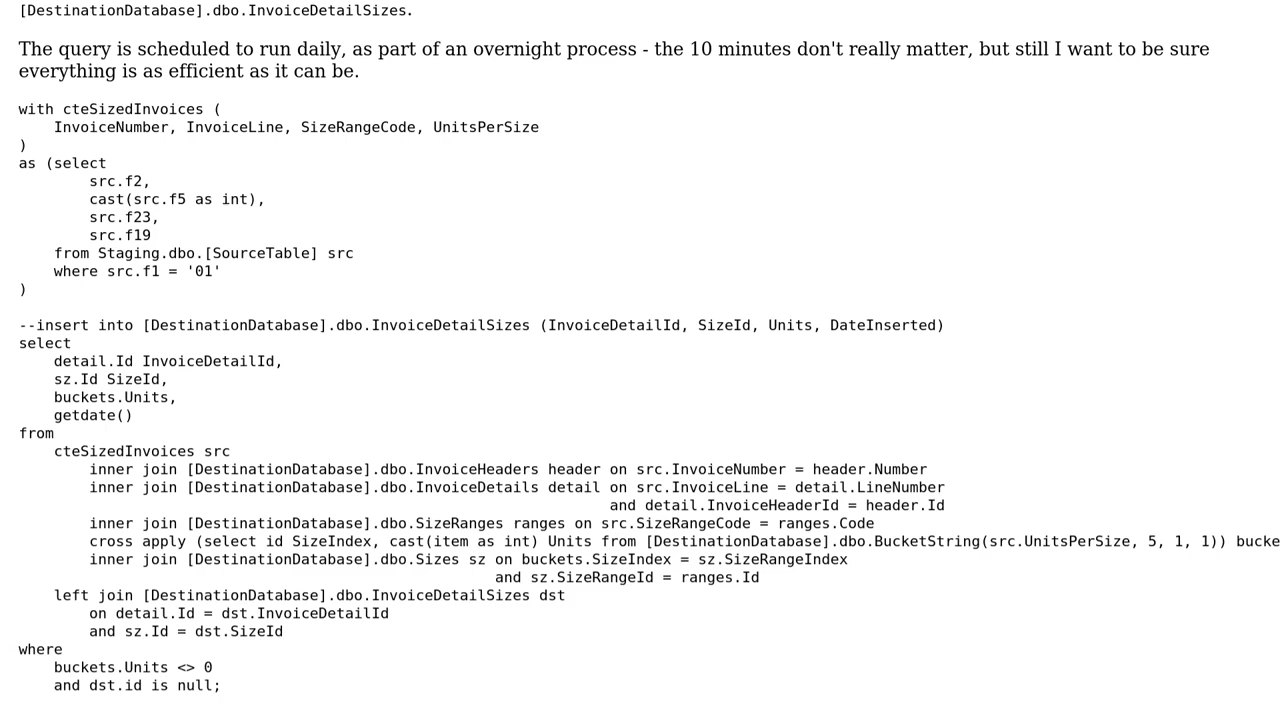 [DestinationDatabase].dbo.InvoiceDetailSizes.
The query is scheduled to run daily, as part of an overnight process - the 10 minutes don't really matter, but still I want to be sure
everything is as efficient as it can be.
with cteSizedInvoices (
    InvoiceNumber, InvoiceLine, SizeRangeCode, UnitsPerSize
)
as (select
        src.f2,
        cast(src.f5 as int),
        src.f23,
        src.f19
    from Staging.dbo.[SourceTable] src
    where src.f1 = '01'
)
--insert into [DestinationDatabase].dbo.InvoiceDetailSizes (InvoiceDetailId, SizeId, Units, DateInserted)
select
    detail.Id InvoiceDetailId,
    sz.Id SizeId,
    buckets.Units,
    getdate()
from
    cteSizedInvoices src
        inner join [DestinationDatabase].dbo.InvoiceHeaders header on src.InvoiceNumber = header.Number
        inner join [DestinationDatabase].dbo.InvoiceDetails detail on src.InvoiceLine = detail.LineNumber
                                                                   and detail.InvoiceHeaderId = header.Id
        inner join [DestinationDatabase].dbo.SizeRanges ranges on src.SizeRangeCode = ranges.Code
        cross apply (select id SizeIndex, cast(item as int) Units from [DestinationDatabase].dbo.BucketString(src.UnitsPerSize, 5, 1, 1)) bucke
        inner join [DestinationDatabase].dbo.Sizes sz on buckets.SizeIndex = sz.SizeRangeIndex
                                                      and sz.SizeRangeId = ranges.Id
    left join [DestinationDatabase].dbo.InvoiceDetailSizes dst
        on detail.Id = dst.InvoiceDetailId
        and sz.Id = dst.SizeId
where
    buckets.Units <> 0
    and dst.id is null;